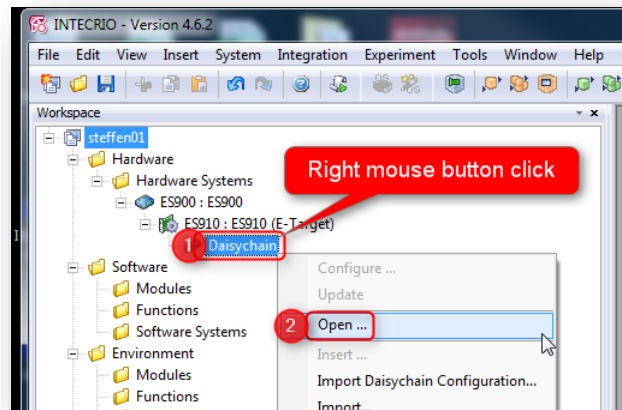 INTECRIO - Version 4.6.2
File Edit View Insert System Integration Experiment Tools Window Help
Workspace
steffen01
Hardware
Right mouse button click
Hardware Systems
ES900 : ES900
ES910 : ES910 (E-Target)
1 Daisychain
Software
Configure ...
Modules
Update
Functions
2 Open ...
Software Systems
Environment
Insert ...
Modules
Import Daisychain Configuration...
Functions
Import...